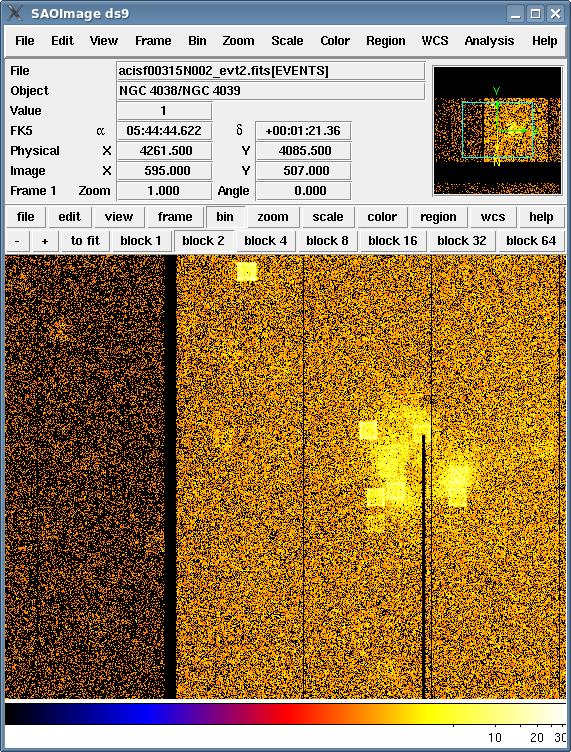 SAOImage ds9
File Edit View Frame Bin Zoom Scale Color Region WCS Analysis Help
File acisf00315N002_evt2.fits[EVENTS]
Object NGC 4038/NGC 4039
Value 1
FK5 α 05:44:44.622 δ +00:01:21.36
Physical X 4261.500 Y 4085.500
Image X 595.000 Y 507.000
Frame 1 Zoom 1.000 Angle 0.000
Y
N
file edit view frame bin zoom scale color region wcs help
- + to fit block 1 block 2 block 4 block 8 block 16 block 32 block 64
10 20 30